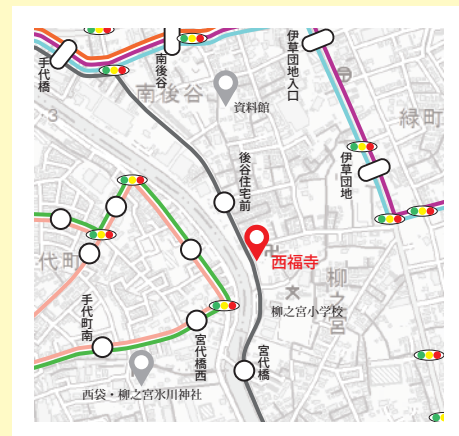 手代橋
南後谷
伊草団地入口
南後谷
資料館
緑町
3
後谷住宅前
伊草団地
西福寺
代町
柳之宮
柳之宮小学校
手代町南
宮代橋西
宮代橋
西袋・柳之宮氷川神社